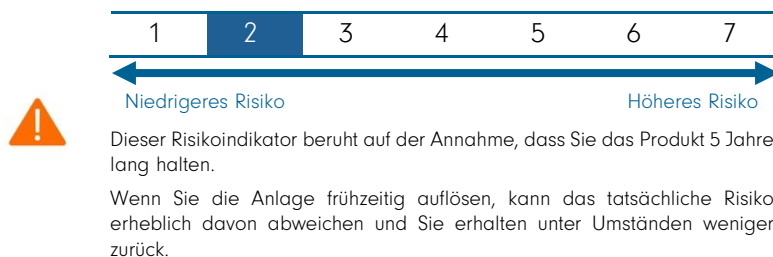 1 2 3 4 5 6 7
Niedrigeres Risiko Höheres Risiko
Dieser Risikoindikator beruht auf der Annahme, dass Sie das Produkt 5 Jahre
lang halten.
Wenn Sie die Anlage frühzeitig auflösen, kann das tatsächliche Risiko
erheblich davon abweichen und Sie erhalten unter Umständen weniger
zurück.